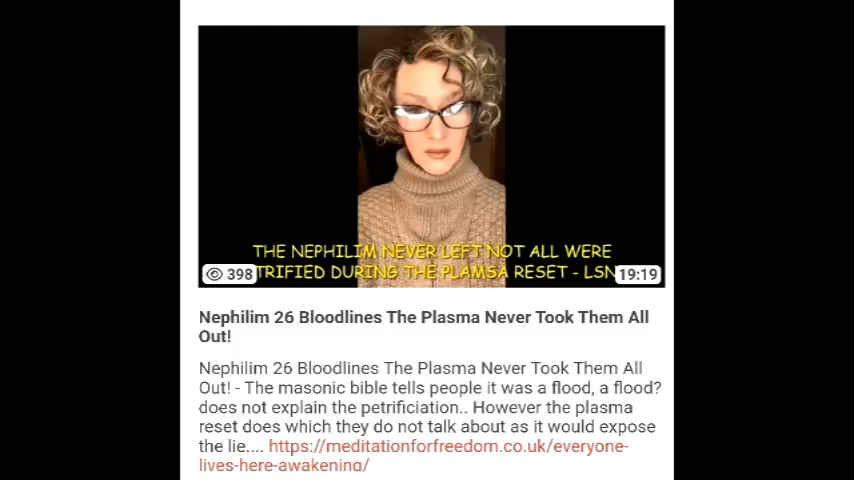 THE NEPHILIM NEVER LEFT NOT ALL WERE
398 TRIFIED DURING THE PLAMSA RESET - LSN 19:19
Nephilim 26 Bloodlines The Plasma Never Took Them All
Out!
Nephilim 26 Bloodlines The Plasma Never Took Them All
Out! - The masonic bible tells people it was a flood, a flood?
does not explain the petrificiation.. However the plasma
reset does which they do not talk about as it would expose
the lie.... https://meditationforfreedom.co.uk/everyone-
lives-here-awakening/